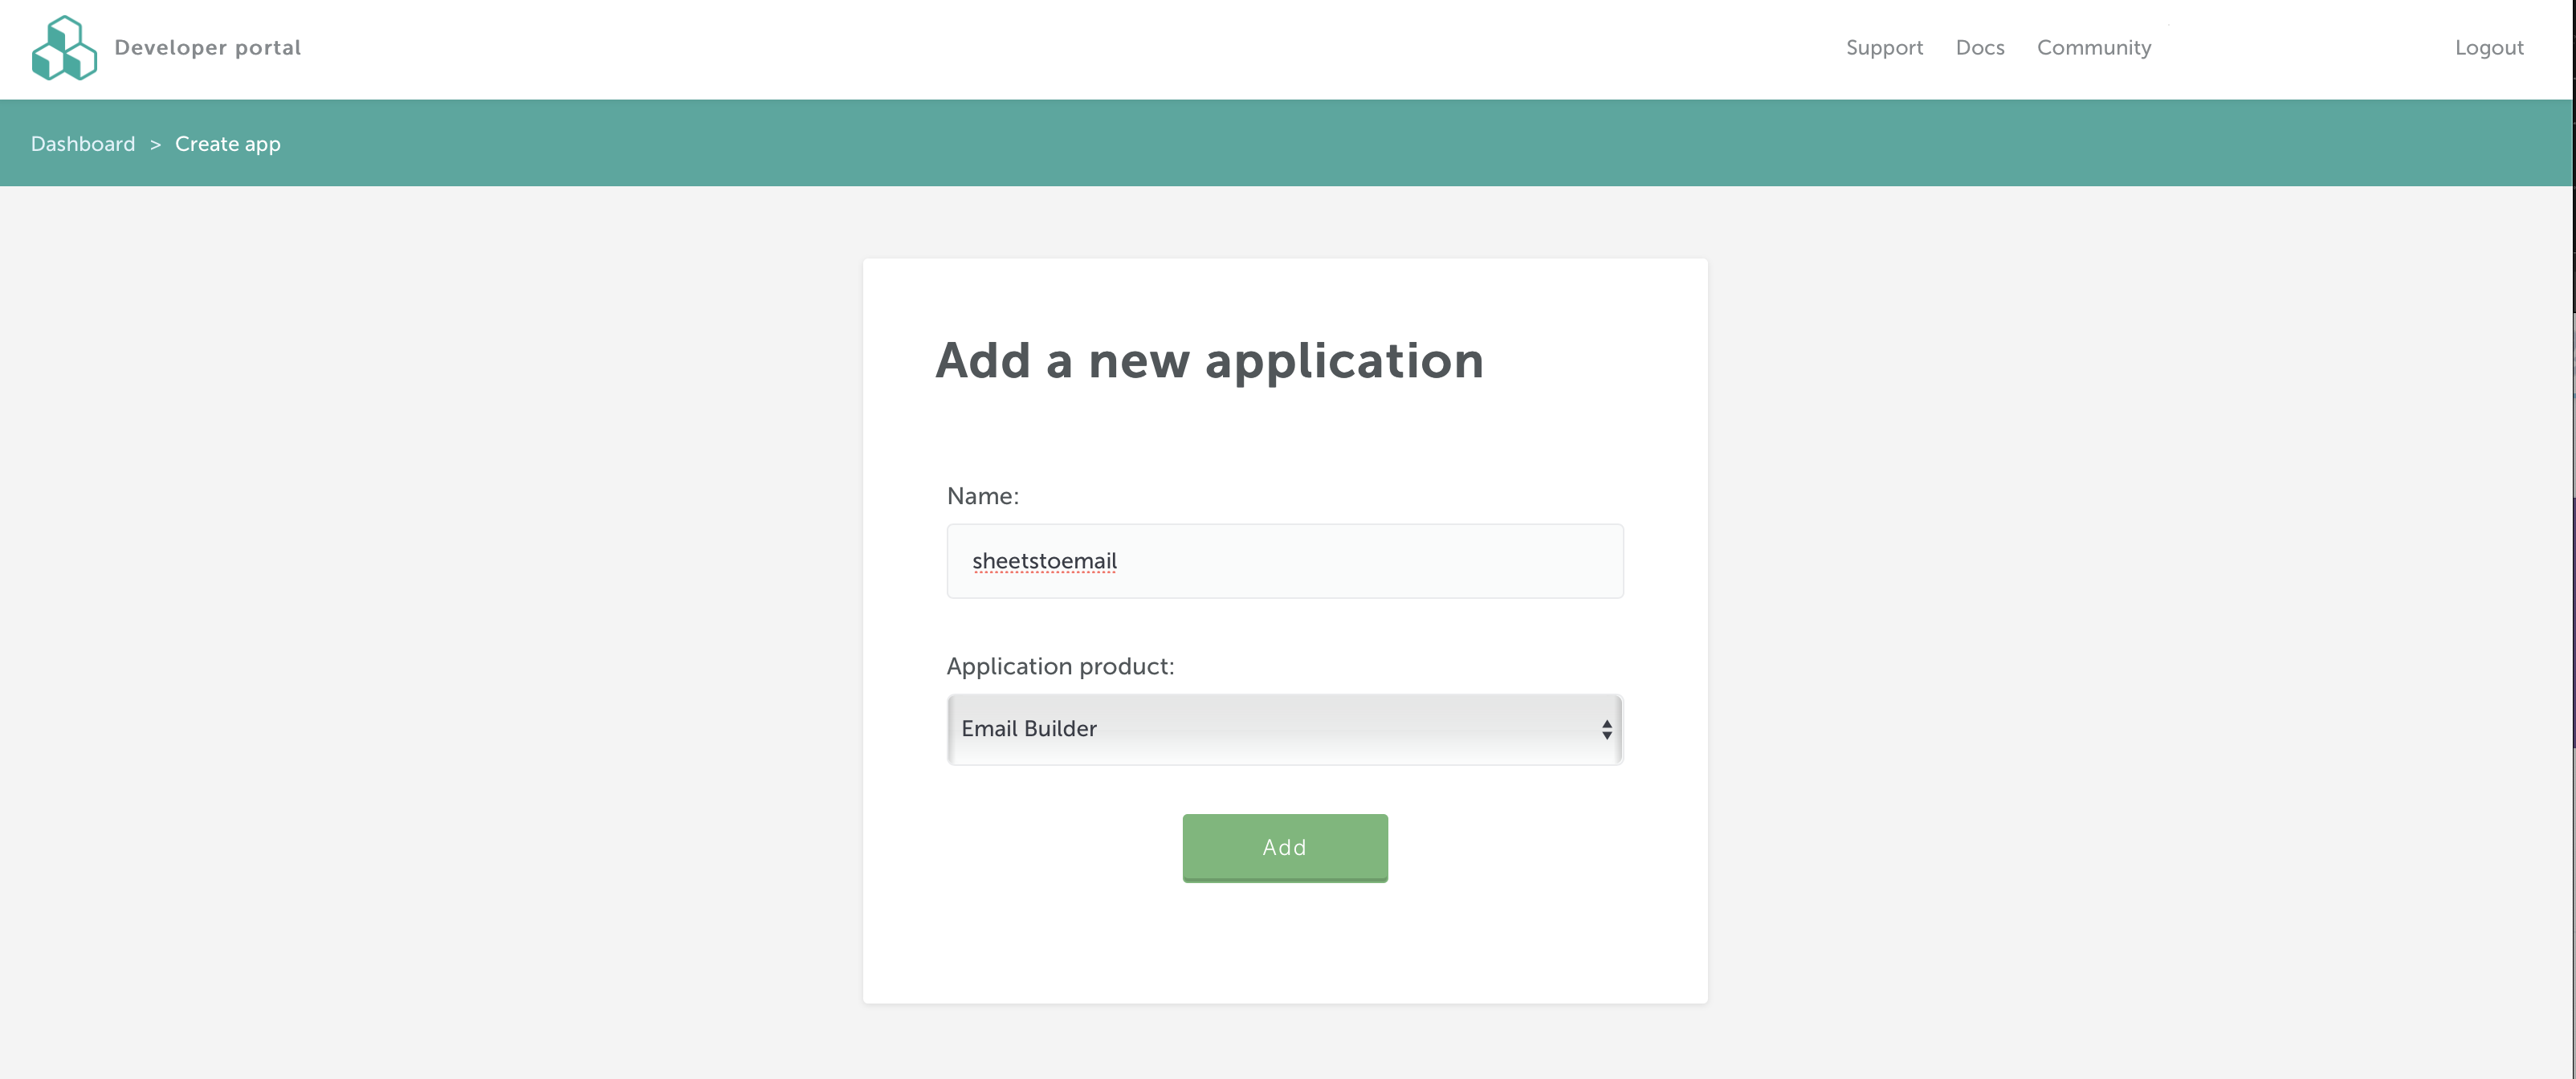 Developer portal
Support Docs Community Logout
Dashboard > Create app
Add a new application
Name:
sheetstoemail
Application product:
Email Builder
Add